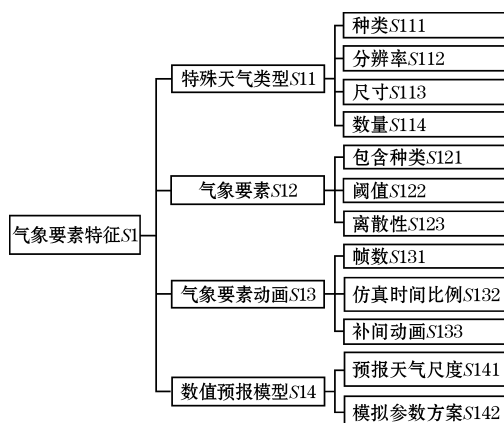 气象要素特征S1
特殊天气类型S11
种类S111
分辨率S112
尺寸S113
数量S114
气象要素S12
包含种类S121
阈值S122
离散性S123
气象要素动画S13
帧数S131
仿真时间比例S132
补间动画S133
数值预报模型S14
预报天气尺度S141
模拟参数方案S142